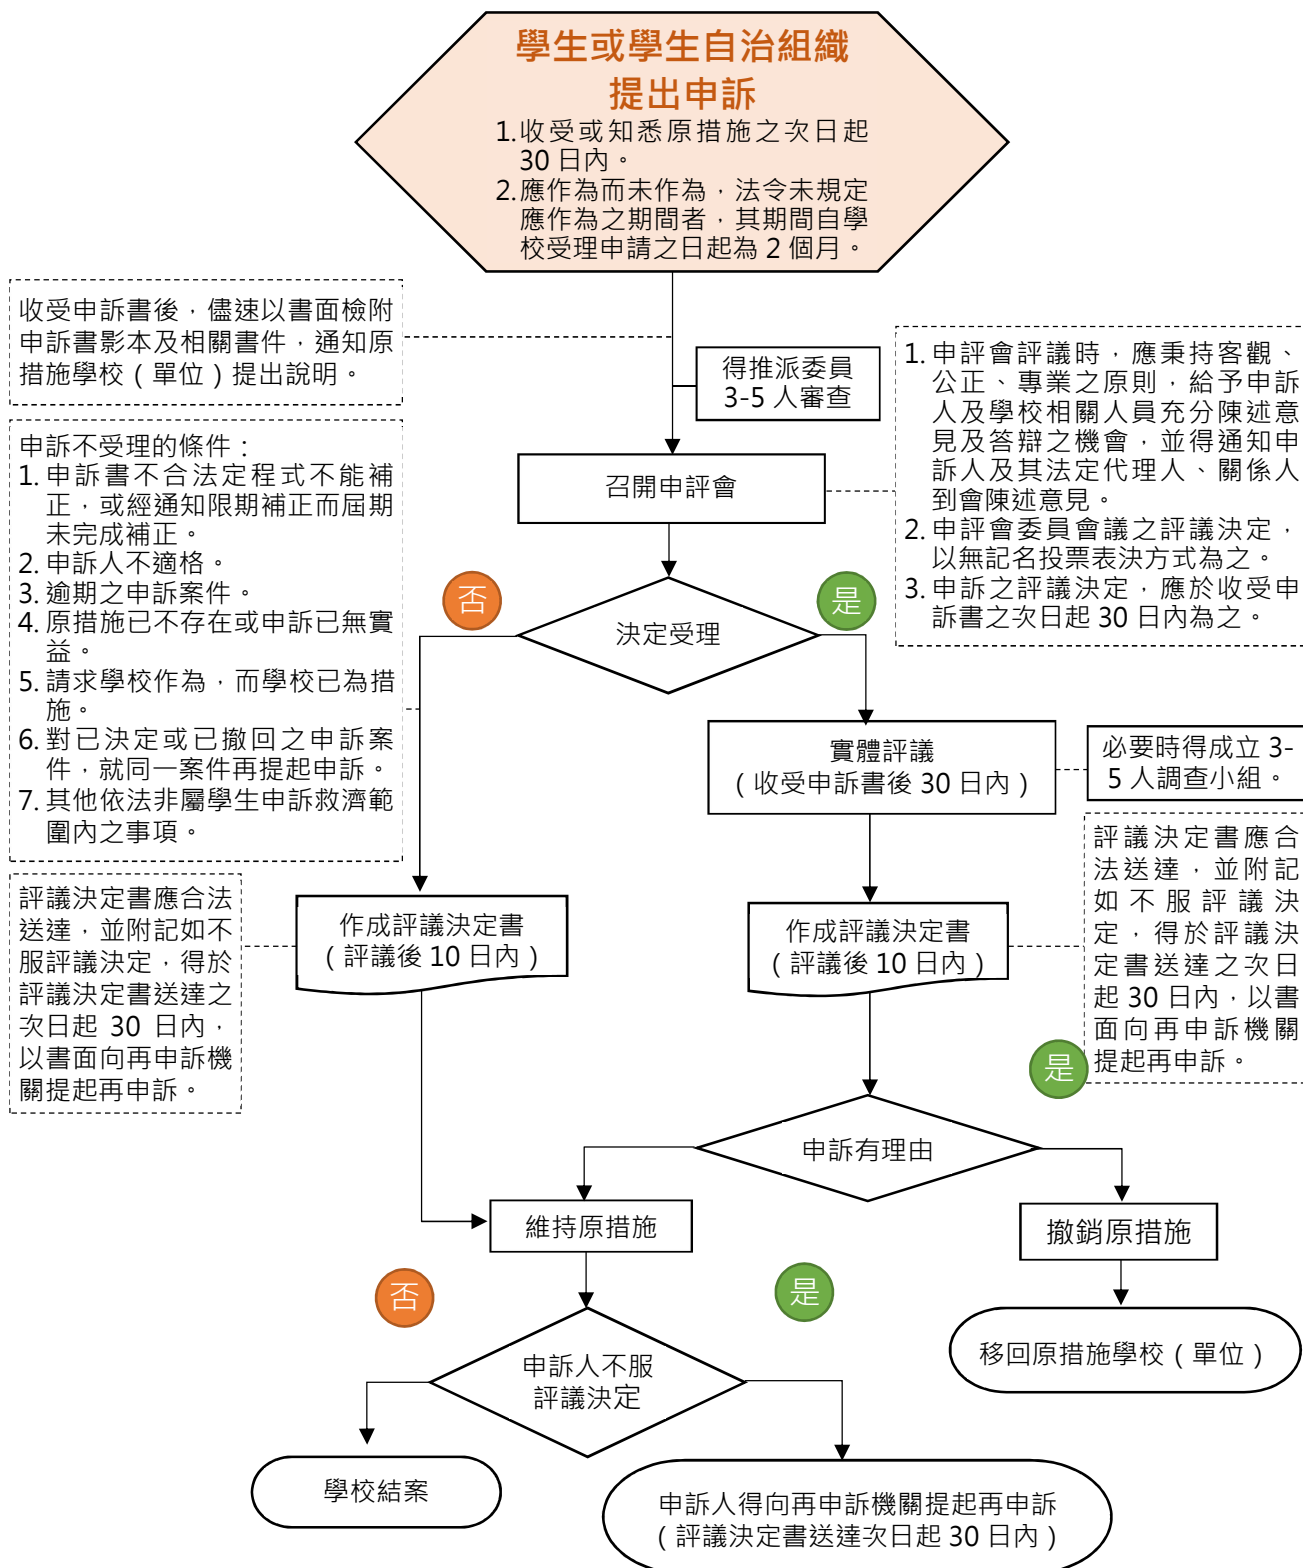 學生或學生自治組織
提出申訴
1.收受或知悉原措施之次日起
30 日內。
2.應作為而未作為，法令未規定
應作為之期間者，其期間自學
校受理申請之日起為 2 個月。
收受申訴書後，儘速以書面檢附
申訴書影本及相關書件，通知原
措施學校（單位）提出說明。
得推派委員
3-5 人審查
1. 申評會評議時，應秉持客觀、
公正、專業之原則，給予申訴
人及學校相關人員充分陳述意
見及答辯之機會，並得通知申
訴人及其法定代理人、關係人
到會陳述意見。
2. 申評會委員會議之評議決定，
以無記名投票表決方式為之。
3. 申訴之評議決定，應於收受申
訴書之次日起 30 日內為之。
申訴不受理的條件：
1. 申訴書不合法定程式不能補
正，或經通知限期補正而屆期
未完成補正。
2. 申訴人不適格。
3. 逾期之申訴案件。
4. 原措施已不存在或申訴已無實
益。
5. 請求學校作為，而學校已為措
施。
6. 對已決定或已撤回之申訴案
件，就同一案件再提起申訴。
7. 其他依法非屬學生申訴救濟範
圍內之事項。
召開申評會
否
是
決定受理
實體評議
（收受申訴書後 30 日內）
必要時得成立 3-
5 人調查小組。
評議決定書應合法
送達，並附記如不
服評議決定，得於
評議決定書送達之
次日起 30 日內，
以書面向再申訴機
關提起再申訴。
作成評議決定書
（評議後 10 日內）
作成評議決定書
（評議後 10 日內）
評議決定書應合
法送達，並附記
如不服評議決
定，得於評議決
定書送達之次日
起 30 日內，以書
面向再申訴機關
提起再申訴。
是
申訴有理由
維持原措施
撤銷原措施
否
是
移回原措施學校（單位）
申訴人不服
評議決定
學校結案
申訴人得向再申訴機關提起再申訴
（評議決定書送達次日起 30 日內）